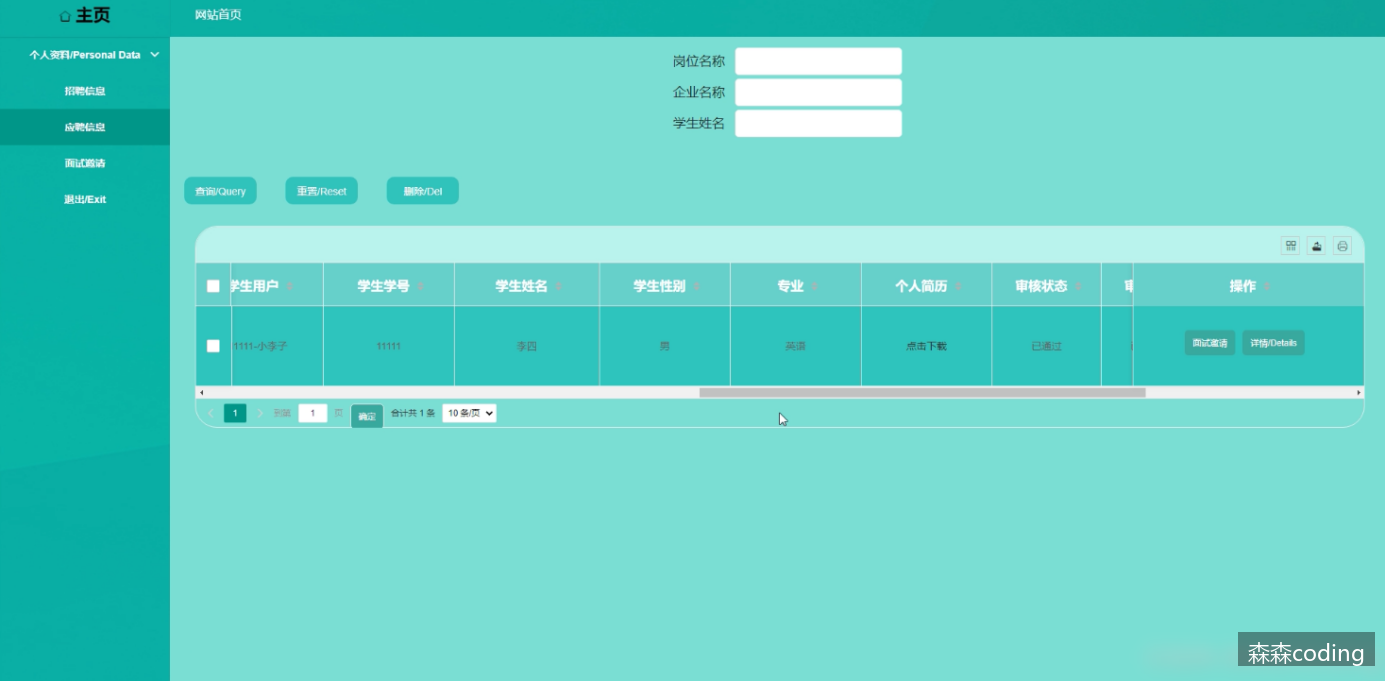 主页
网站首页
个人资料/Personal Data
招聘信息
应聘信息
面试邀请
退出/Exit
岗位名称
企业名称
学生姓名
查询/Query
重置/Reset
删除/Del
学生用户
学生学号
学生姓名
学生性别
专业
个人简历
审核状态
操作
1111-小李子
11111
李四
男
英语
点击下载
已通过
面试邀请
详情/Details
1
到第
1
页
确定
合计共 1 条
10 条/页
森森coding